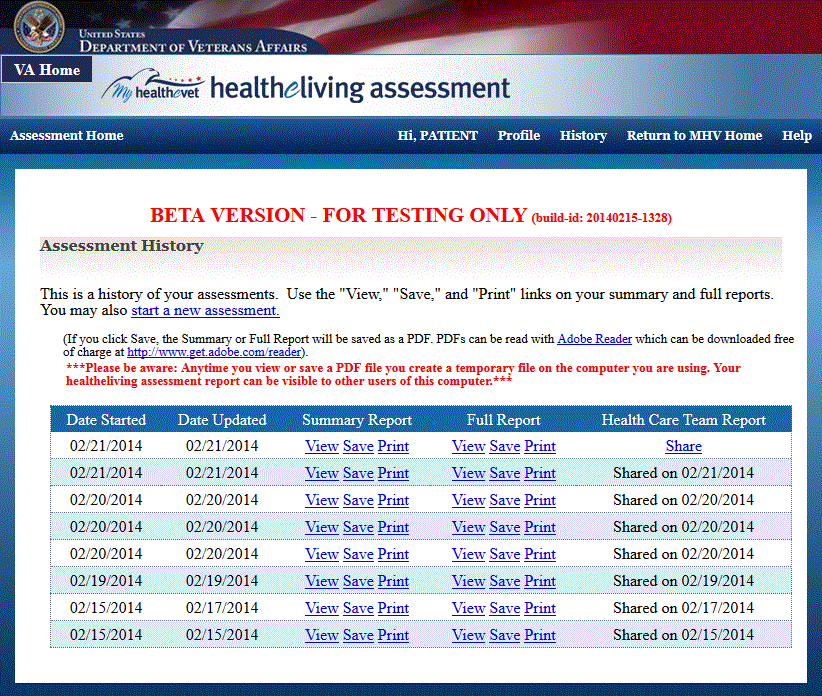 UNITED STATES
DEPARTMENT OF VETERANS AFFAIRS
VA Home
My healthevet healtheliving assessment
Assessment Home Hi, PATIENT Profile History Return to MHV Home Help
BETA VERSION - FOR TESTING ONLY (build-id: 20140215-1328)
Assessment History
This is a history of your assessments. Use the "View," "Save," and "Print" links on your summary and full reports.
You may also start a new assessment.
(If you click Save, the Summary or Full Report will be saved as a PDF. PDFs can be read with Adobe Reader which can be downloaded free
of charge at http://www.get.adobe.com/reader).
***Please be aware: Anytime you view or save a PDF file you create a temporary file on the computer you are using. Your
healtheliving assessment report can be visible to other users of this computer.***
Date Started Date Updated Summary Report Full Report Health Care Team Report
02/21/2014 02/21/2014 View Save Print View Save Print Share
02/21/2014 02/21/2014 View Save Print View Save Print Shared on 02/21/2014
02/20/2014 02/20/2014 View Save Print View Save Print Shared on 02/20/2014
02/20/2014 02/20/2014 View Save Print View Save Print Shared on 02/20/2014
02/20/2014 02/20/2014 View Save Print View Save Print Shared on 02/20/2014
02/19/2014 02/19/2014 View Save Print View Save Print Shared on 02/19/2014
02/15/2014 02/17/2014 View Save Print View Save Print Shared on 02/17/2014
02/15/2014 02/15/2014 View Save Print View Save Print Shared on 02/15/2014